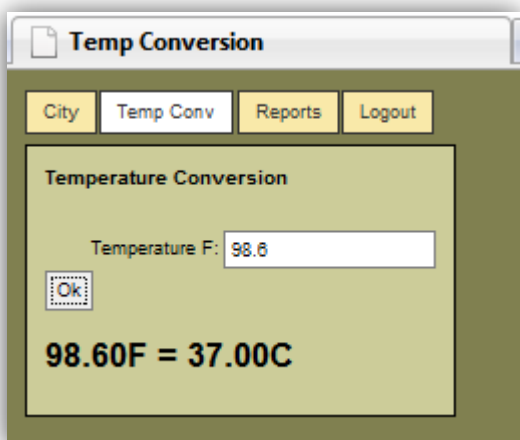 Temp Conversion
City Temp Conv Reports Logout
Temperature Conversion
Temperature F: 98.6
Ok
98.60F = 37.00C